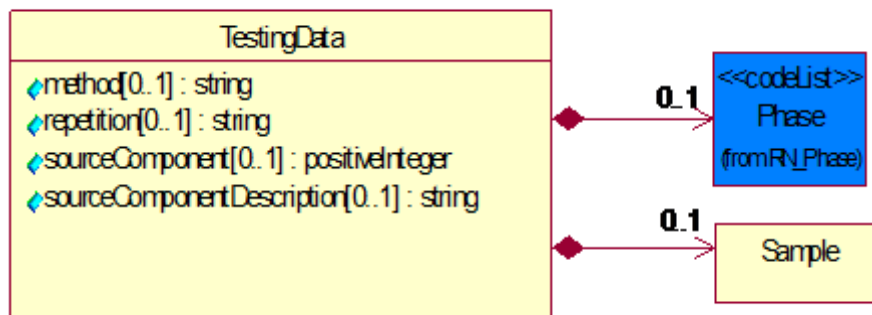 TestingData
method[0..1] : string
repetition[0..1] : string
sourceComponent[0..1] : positiveInteger
sourceComponentDescription[0..1] : string
0..1
<<codeList>>
Phase
(from RN_Phase)
0..1
Sample